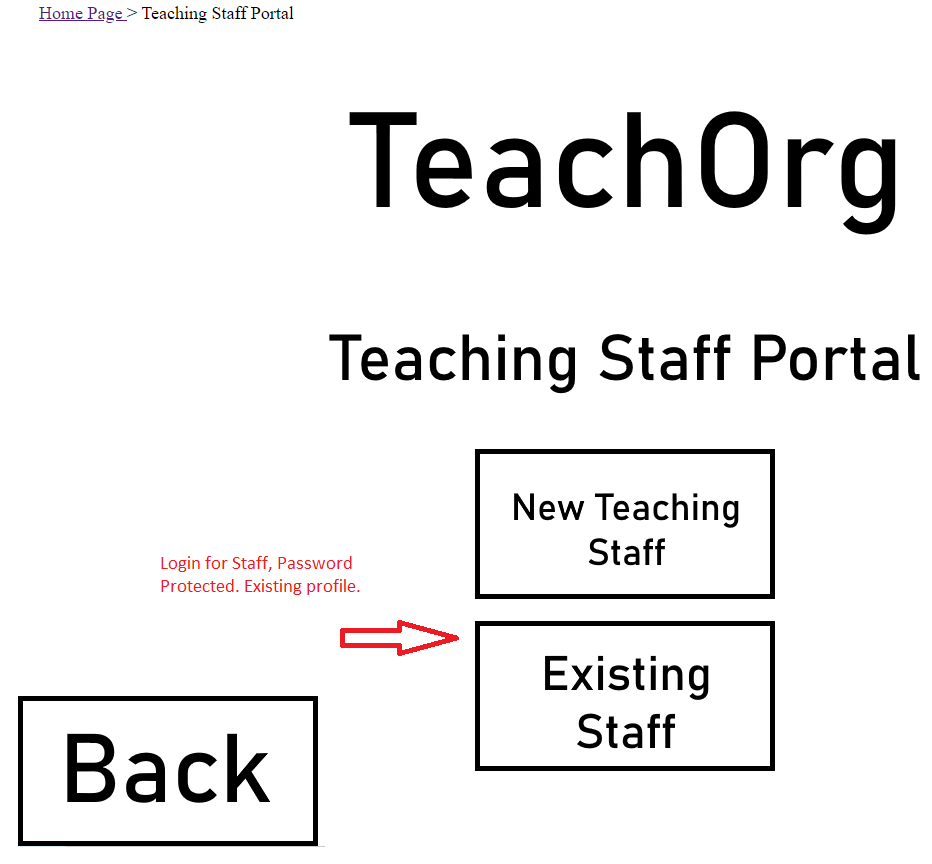 Home Page > Teaching Staff Portal
TeachOrg
Teaching Staff Portal
New Teaching
Staff
Login for Staff, Password
Protected. Existing profile.
Existing
Staff
Back